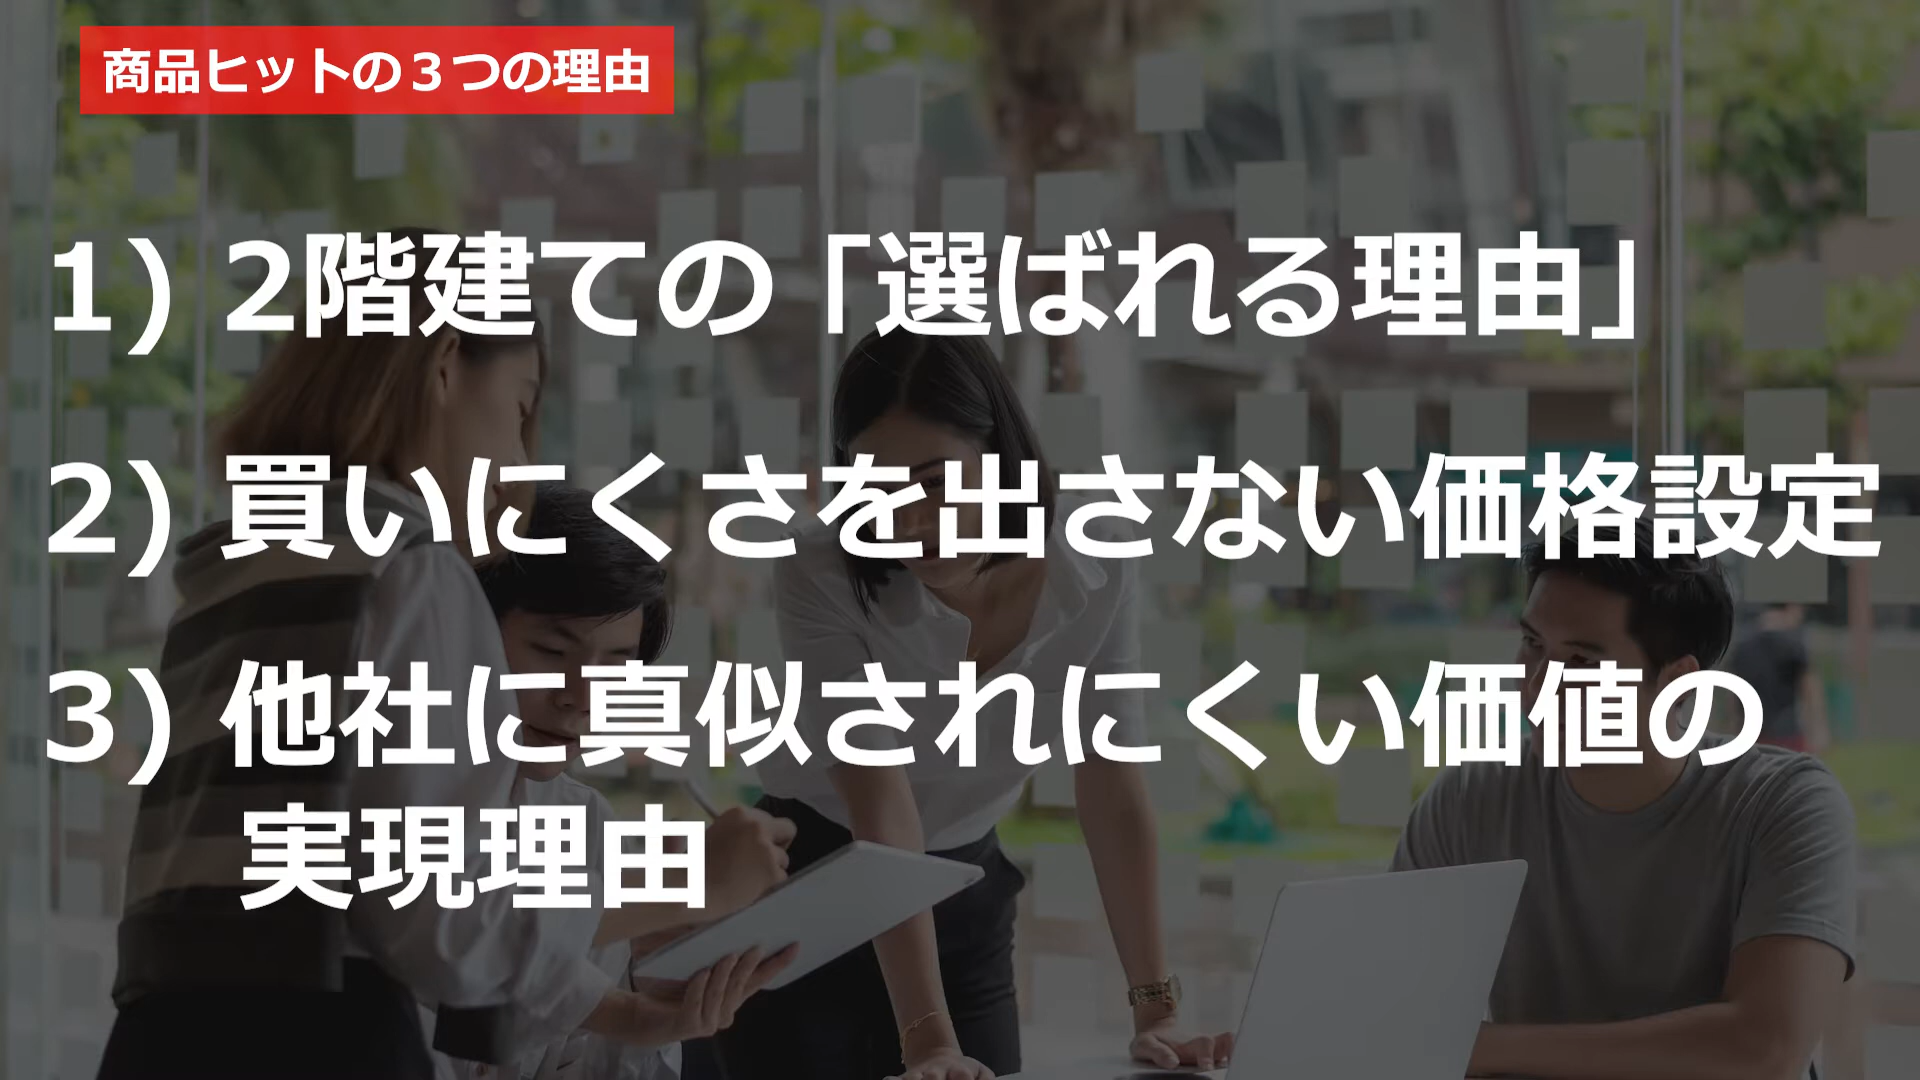 商品ヒットの３つの理由
1) 2階建ての「選ばれる理由」
2) 買いにくさを出さない価格設定
3) 他社に真似されにくい価値の
実現理由